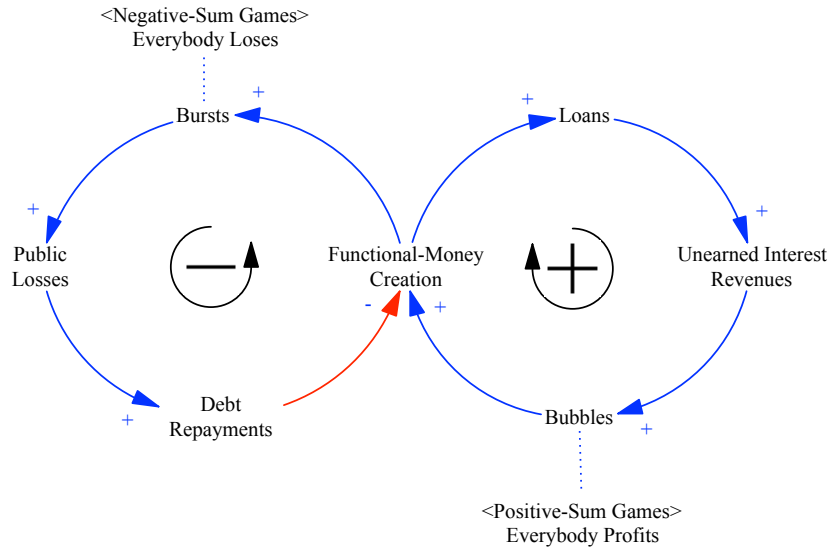 <Negative-Sum Games>
Everybody Loses
+
+
Bursts
Loans
+
+
Public
Losses
Functional-Money
Creation
Unearned Interest
Revenues
-
+
+
Debt
Repayments
Bubbles
+
<Positive-Sum Games>
Everybody Profits